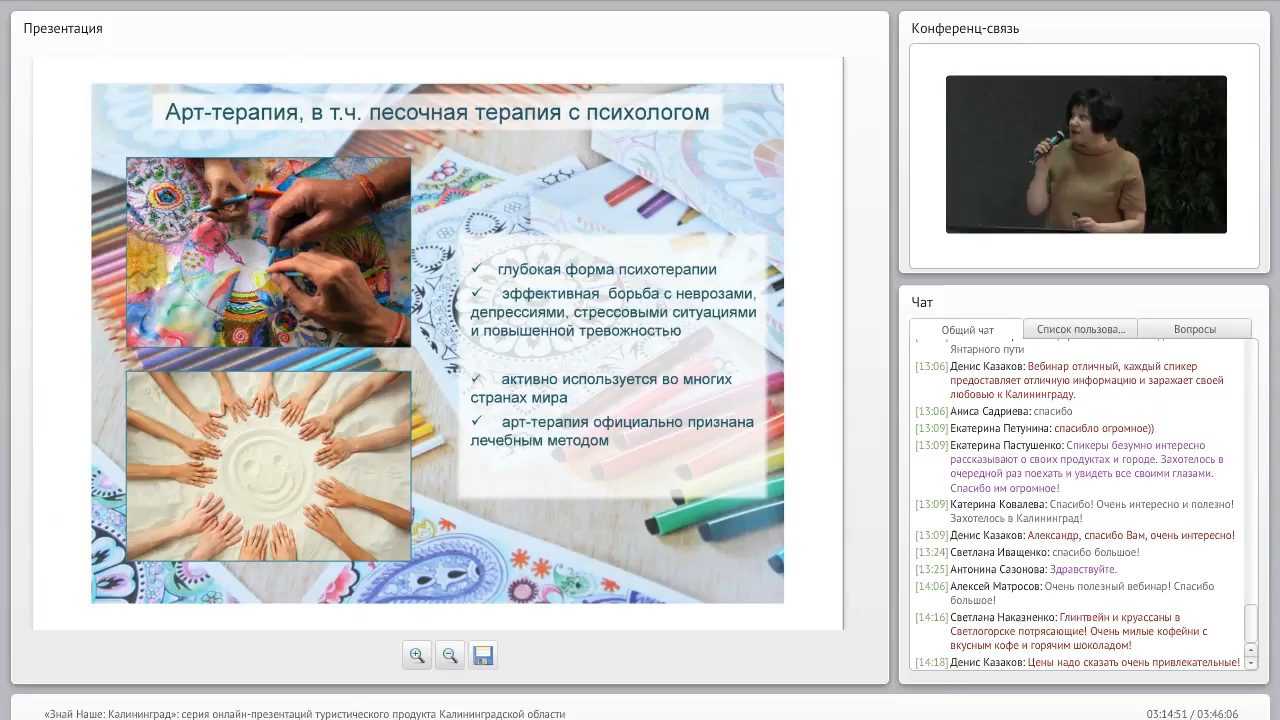 Презентация
Арт-терапия, в т.ч. песочная терапия с психологом
✓ глубокая форма психотерапии
✓ эффективная борьба с неврозами,
депрессиями, стрессовыми ситуациями
и повышенной тревожностью
✓ активно используется во многих
странах мира
✓ арт-терапия официально признана
лечебным методом
Конференц-связь
Чат
Общий чат
Список пользова...
Вопросы
Янтарного пути
[13:06] Денис Казаков: Вебинар отличный, каждый спикер
предоставляет отличную информацию и заражает своей
любовью к Калининграду.
[13:06] Аниса Садриева: спасибо
[13:09] Екатерина Петунина: спасибло огромное))
[13:09] Екатерина Пастушенко: Спикеры безумно интересно
рассказывают о своих продуктах и городе. Захотелось в
очередной раз поехать и увидеть все своими глазами.
Спасибо им огромное!
[13:09] Катерина Ковалева: Спасибо! Очень интересно и полезно!
Захотелось в Калининград!
[13:09] Денис Казаков: Александр, спасибо Вам, очень интересно!
[13:24] Светлана Иващенко: спасибо большое!
[13:25] Антонина Сазонова: Здравствуйте.
[14:06] Алексей Матросов: Очень полезный вебинар! Спасибо
большое!
[14:16] Светлана Наказненко: Глинтвейн и круассаны в
Светлогорске потрясающие! Очень милые кофейни с
вкусным кофе и горячим шоколадом!
[14:18] Денис Казаков: Цены надо сказать очень привлекательные!
«Знай Наше: Калининград»: серия онлайн-презентаций туристического продукта Калининградской области
03:14:51 / 03:46:06